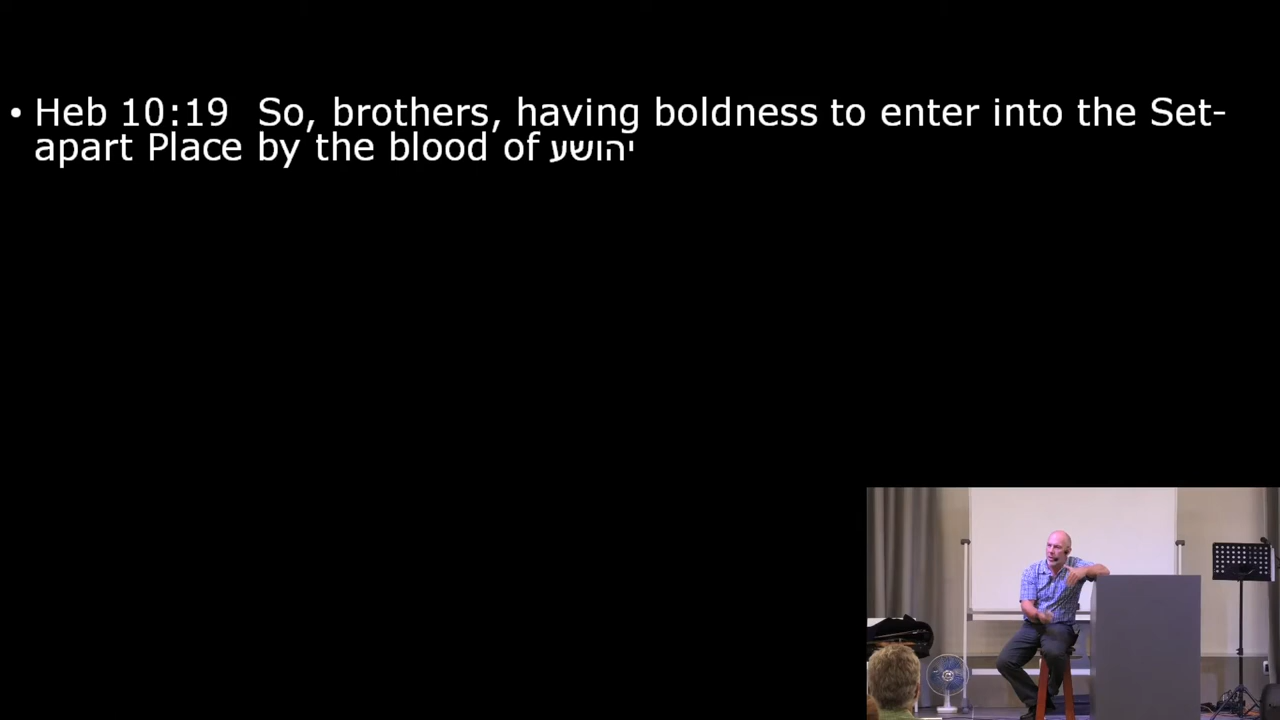 • Heb 10:19  So, brothers, having boldness to enter into the Set-
apart Place by the blood of יהושע